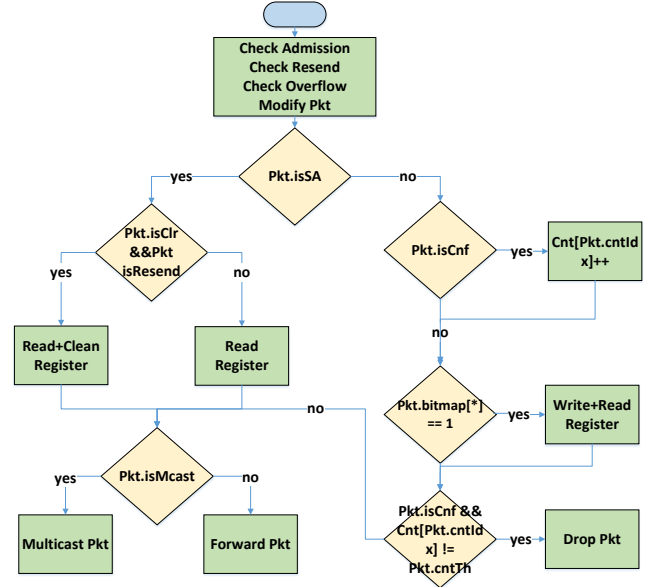 Check Admission
Check Resend
Check Overflow
Modify Pkt
Pkt.isSA
yes
no
Pkt.isClr
&&Pkt
isResend
yes
no
Pkt.isCnf
yes
Cnt[Pkt.cntId
x]++
no
Read+Clean
Register
Read
Register
no
Pkt.bitmap[*]
== 1
yes
Write+Read
Register
Pkt.isMcast
yes
no
Multicast Pkt
Forward Pkt
Pkt.isCnf &&
Cnt[Pkt.cntId
x] !=
Pkt.cntTh
yes
Drop Pkt